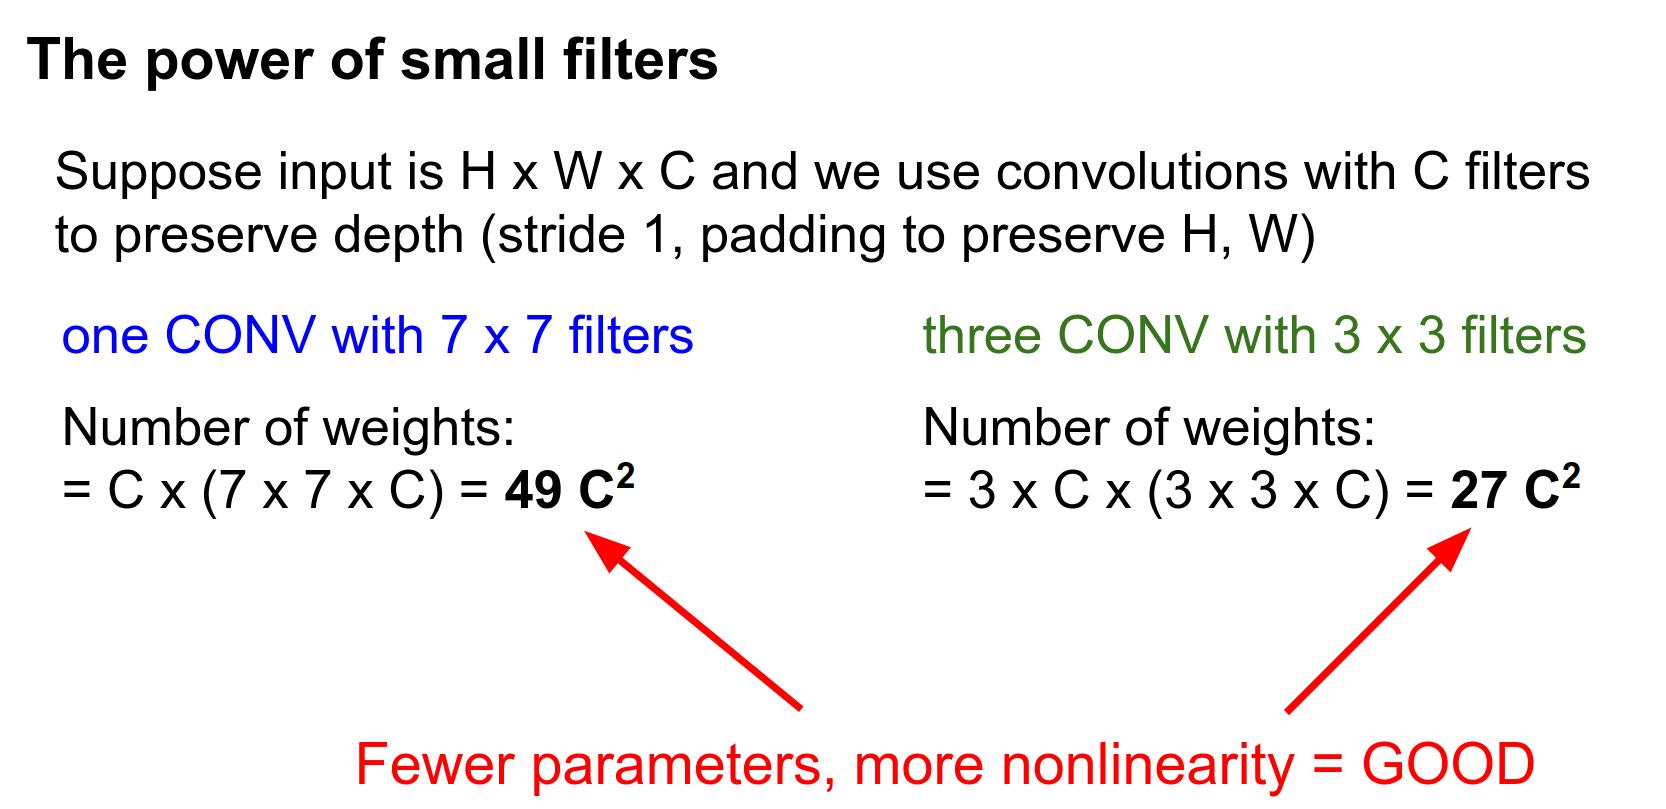 The power of small filters
Suppose input is H x W x C and we use convolutions with C filters
to preserve depth (stride 1, padding to preserve H, W)
one CONV with 7 x 7 filters
Number of weights:
= C x (7 x 7 x C) = 49 C²
three CONV with 3 x 3 filters
Number of weights:
= 3 x C x (3 x 3 x C) = 27 C²
Fewer parameters, more nonlinearity = GOOD